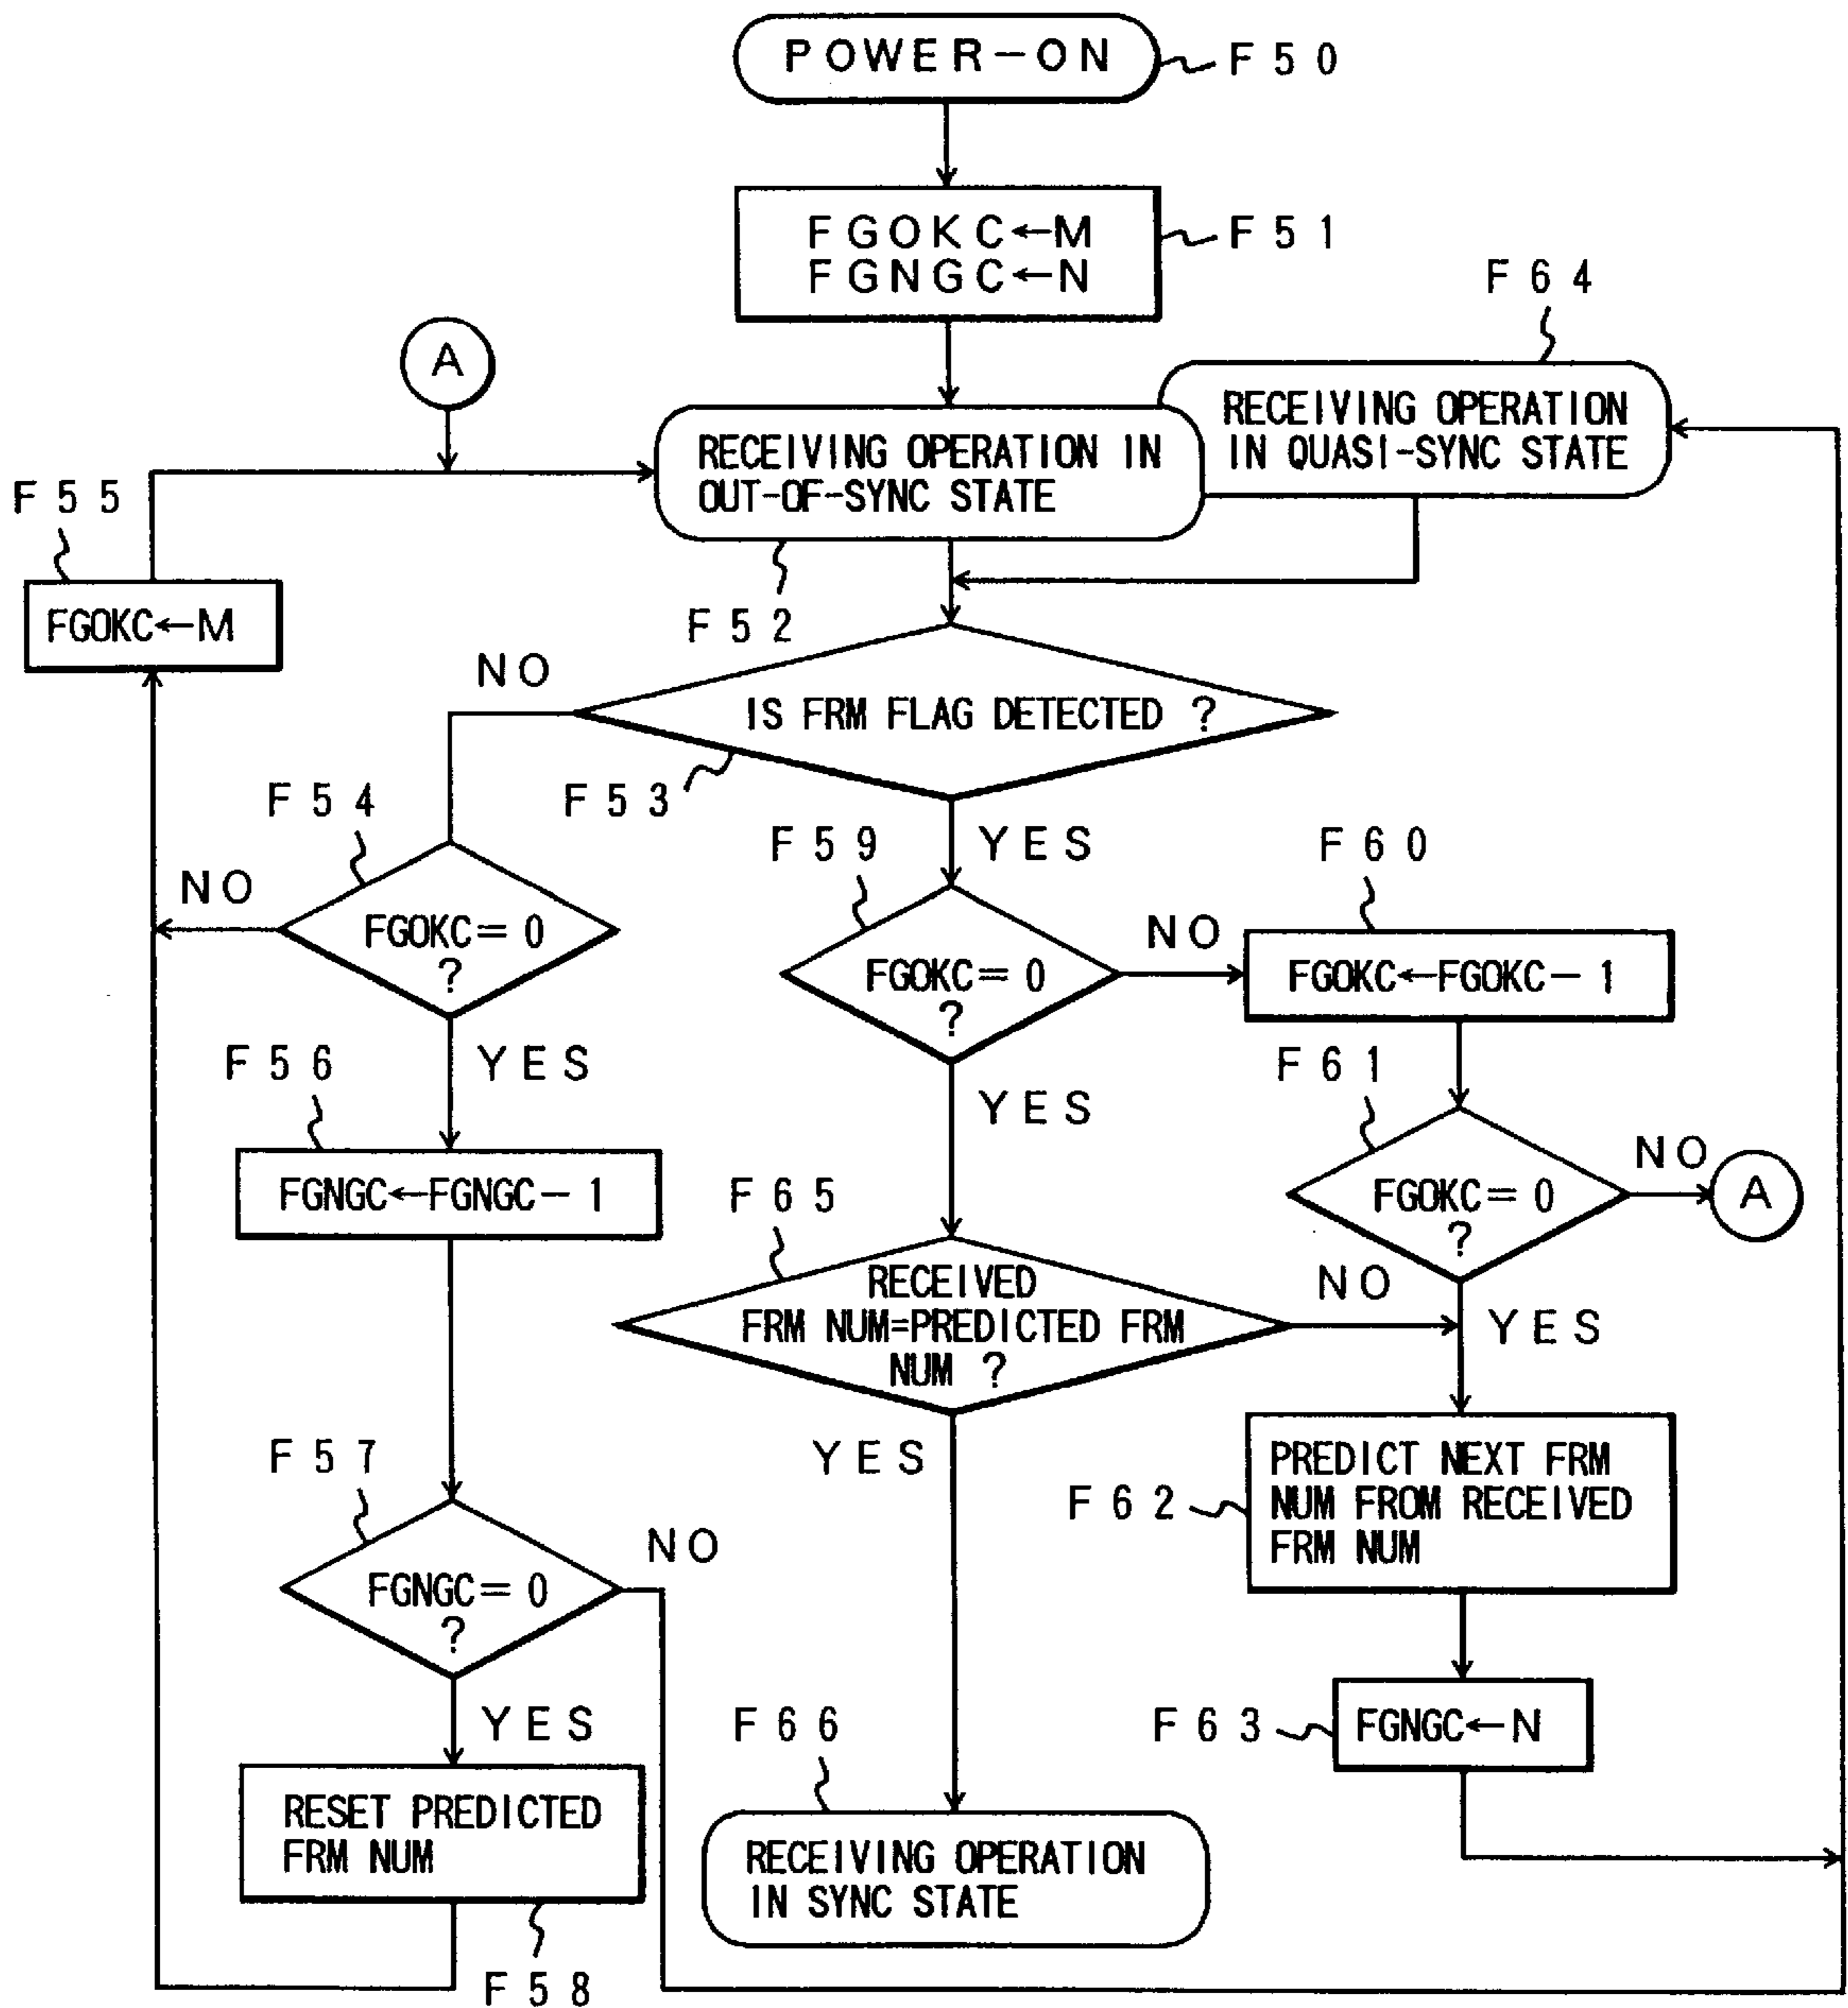 POWER-ON
F50
FGOKC←M
FGNGC←N
F51
F64
A
RECEIVING OPERATION
IN QUASI-SYNC STATE
RECEIVING OPERATION IN
OUT-OF-SYNC STATE
F55
FGOKC←M
F52
NO
IS FRM FLAG DETECTED ?
F53
F54
YES
F59
F60
NO
FGOKC=0
?
FGOKC=0
?
NO
FGOKC←FGOKC-1
F56
YES
YES
F61
FGNGC←FGNGC-1
FGOKC=0
?
NO
A
F65
RECEIVED
FRM NUM=PREDICTED FRM
NUM ?
NO
YES
F57
YES
PREDICT NEXT FRM
NUM FROM RECEIVED
FRM NUM
F62
FGNGC=0
?
NO
YES
F63
FGNGC←N
F66
RESET PREDICTED
FRM NUM
RECEIVING OPERATION
IN SYNC STATE
F58